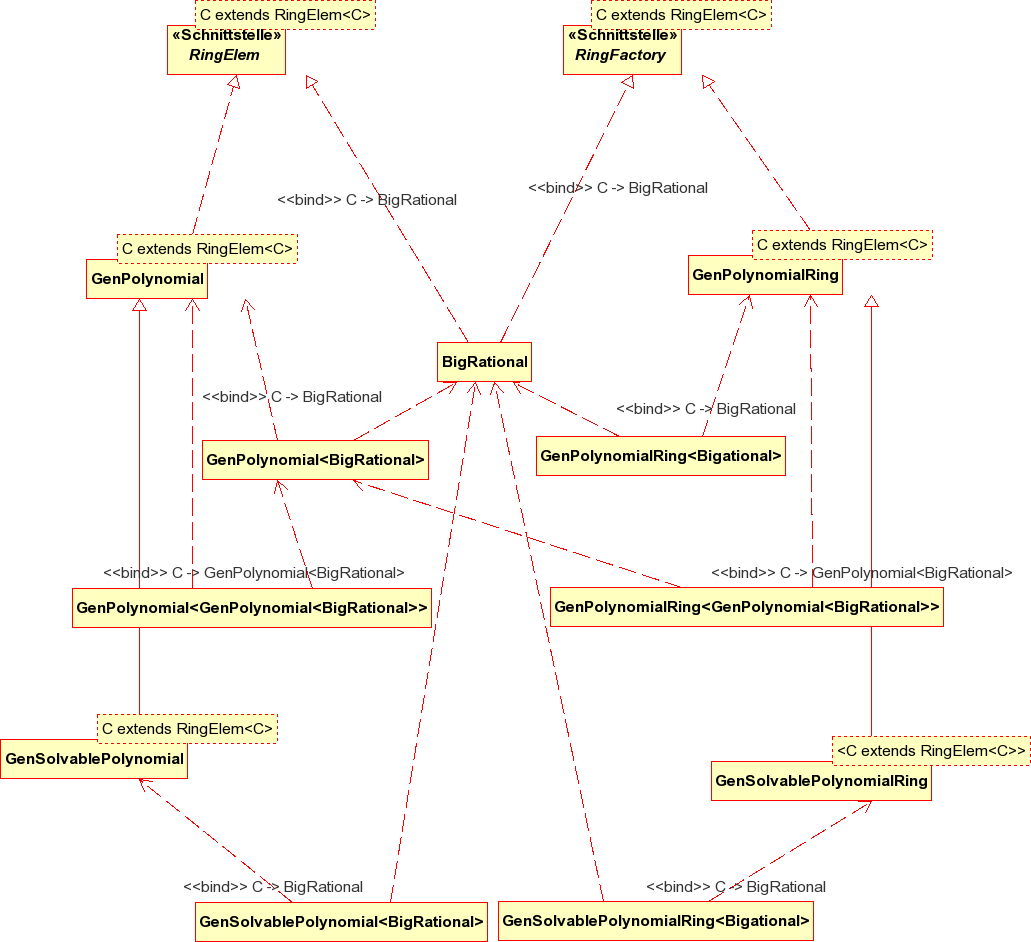 C extends RingElem<C>
«Schnittstelle»
RingElem
C extends RingElem<C>
«Schnittstelle»
RingFactory
<<bind>> C -> BigRational
<<bind>> C -> BigRational
C extends RingElem<C>
GenPolynomial
C extends RingElem<C>
GenPolynomialRing
BigRational
<<bind>> C -> BigRational
<<bind>> C -> BigRational
GenPolynomial<BigRational>
GenPolynomialRing<Bigational>
<<bind>> C -> GenPolynomial<BigRational>
<<bind>> C -> GenPolynomial<BigRational>
GenPolynomial<GenPolynomial<BigRational>>
GenPolynomialRing<GenPolynomial<BigRational>>
C extends RingElem<C>
GenSolvablePolynomial
<C extends RingElem<C>>
GenSolvablePolynomialRing
<<bind>> C -> BigRational
<<bind>> C -> BigRational
GenSolvablePolynomial<BigRational>
GenSolvablePolynomialRing<Bigational>